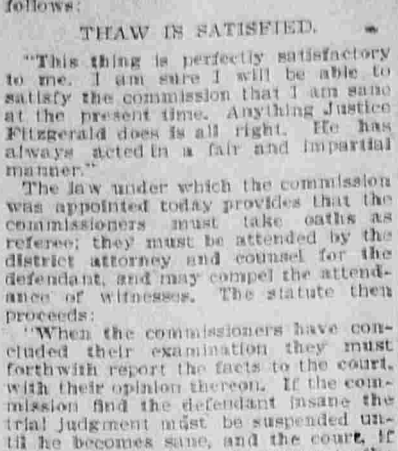 follows:
THAW IS SATISFIED.
"This thing is perfectly satisfactory
to me. I am sure I will be able to
satisfy the commission that I am sane
at the present time. Anything Justice
Fitzgerald does is all right. He has
always acted in a fair and impartial
manner."
The law under which the commission
was appointed today provides that the
commissioners must take oaths as
referee; they must be attended by the
district attorney and counsel for the
defendant, and may compel the attend-
ance of witnesses. The statute then
proceeds:
"When the commissioners have con-
cluded their examination they must
forthwith report the facts to the court,
with their opinion thereon. If the com-
mission find the defendant insane the
trial judgment must be suspended un-
til he becomes sane, and the court, if